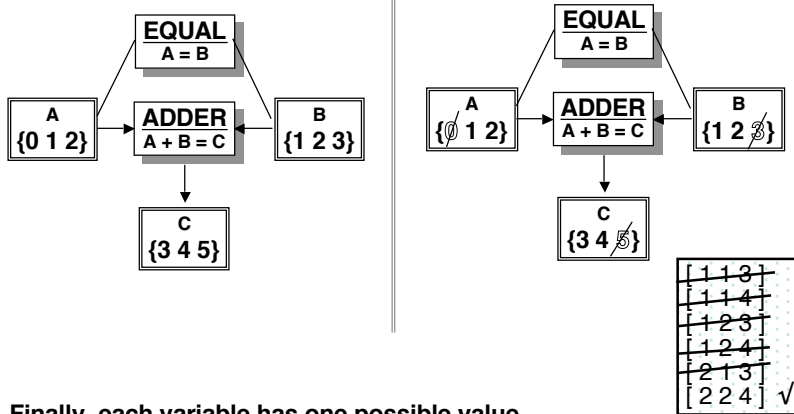 EQUAL
A = B
A
{0 1 2}
ADDER
A + B = C
B
{1 2 3}
C
{3 4 5}
EQUAL
A = B
A
{0 1 2}
ADDER
A + B = C
B
{1 2 3}
C
{3 4 5}
[ 1 1 3 ]
[ 1 1 4 ]
[ 1 2 3 ]
[ 1 2 4 ]
[ 2 1 3 ]
[ 2 2 4 ] √
Finally, each variable has one possible value